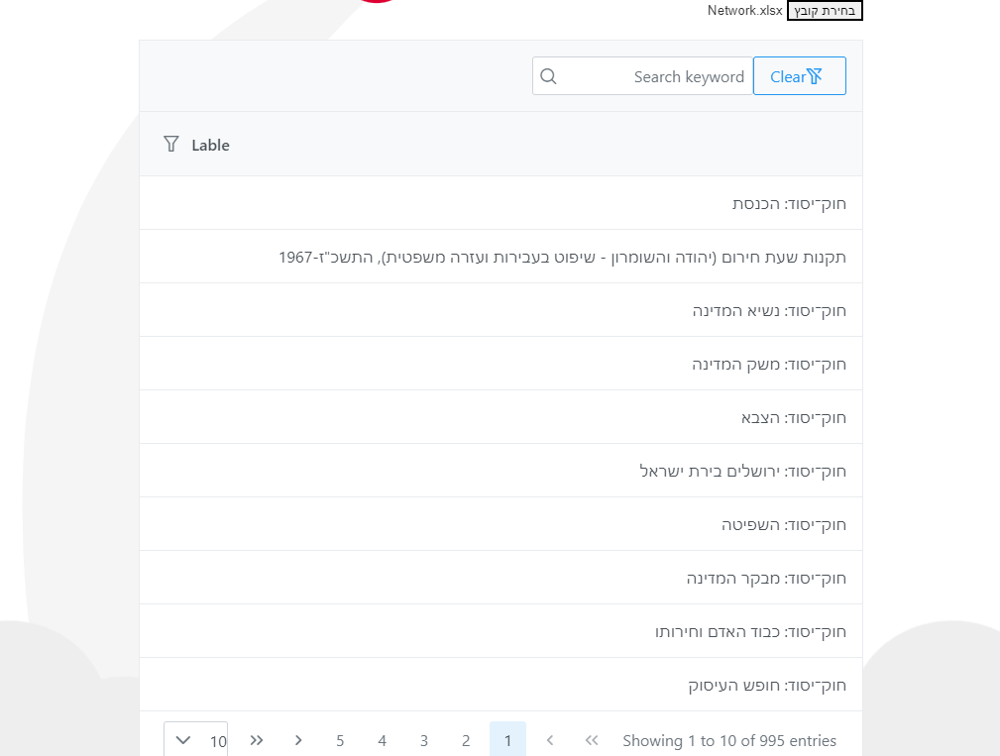 בחירת קובץ Network.xlsx
Clear Search keyword
Lable
חוק־יסוד: הכנסת
תקנות שעת חירום (יהודה והשומרון - שיפוט בעבירות ועזרה משפטית), התשכ"ז-1967
חוק־יסוד: נשיא המדינה
חוק־יסוד: משק המדינה
חוק־יסוד: הצבא
חוק־יסוד: ירושלים בירת ישראל
חוק־יסוד: השפיטה
חוק־יסוד: מבקר המדינה
חוק־יסוד: כבוד האדם וחירותו
חוק־יסוד: חופש העיסוק
Showing 1 to 10 of 995 entries 1 2 3 4 5 10